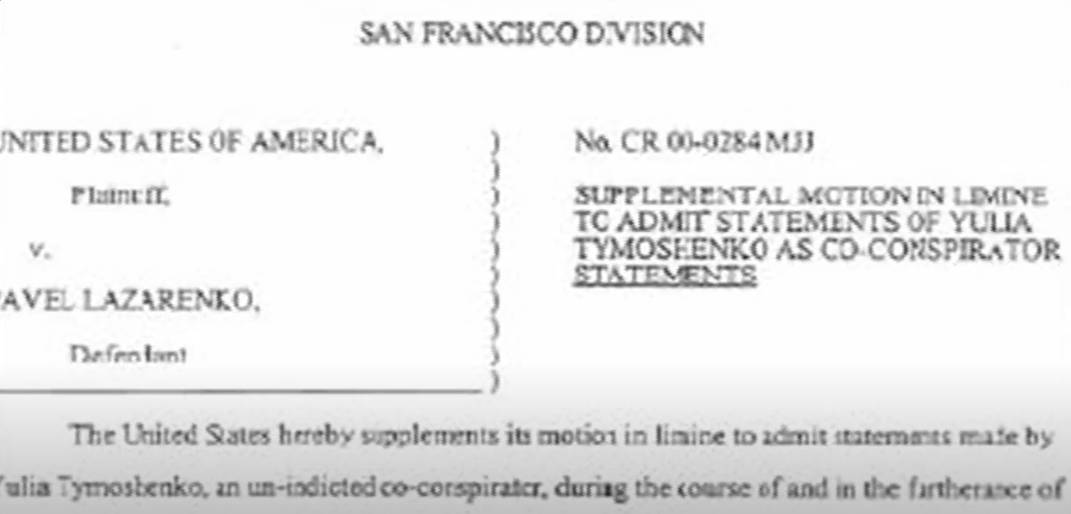 SAN FRANCISCO DIVISION
UNITED STATES OF AMERICA, ) No. CR 00-0284 MJJ
)
Plaintiff, ) SUPPLEMENTAL MOTION IN LIMINE
) TO ADMIT STATEMENTS OF YULIA
v. ) TYMOSHENKO AS CO-CONSPIRATOR
) STATEMENTS
PAVEL LAZARENKO, )
)
Defendant )
)
The United States hereby supplements its motion in limine to admit statements made by
Yulia Tymoshenko, an un-indicted co-conspirator, during the course of and in the furtherance of